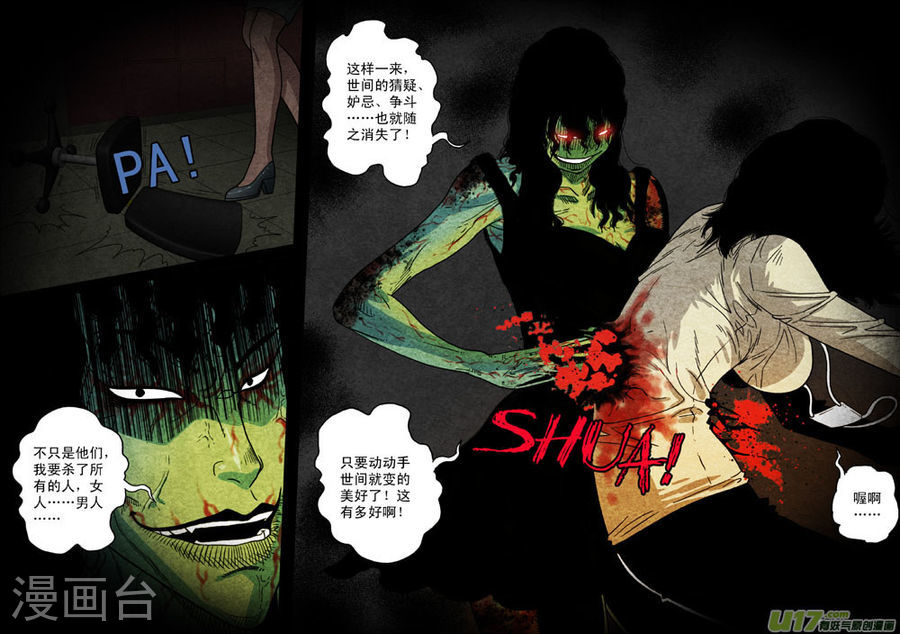 PA!
不只是他们,
我要杀了所
有的人，女
人……男人
……
这样一来，
世间的猜疑、
妒忌、争斗
……也就随
之消失了！
SHUA!
只要动动手
世间就变的
美好了！这
有多好啊！
喔啊
……
漫画台
U17.com
有妖气原创漫画